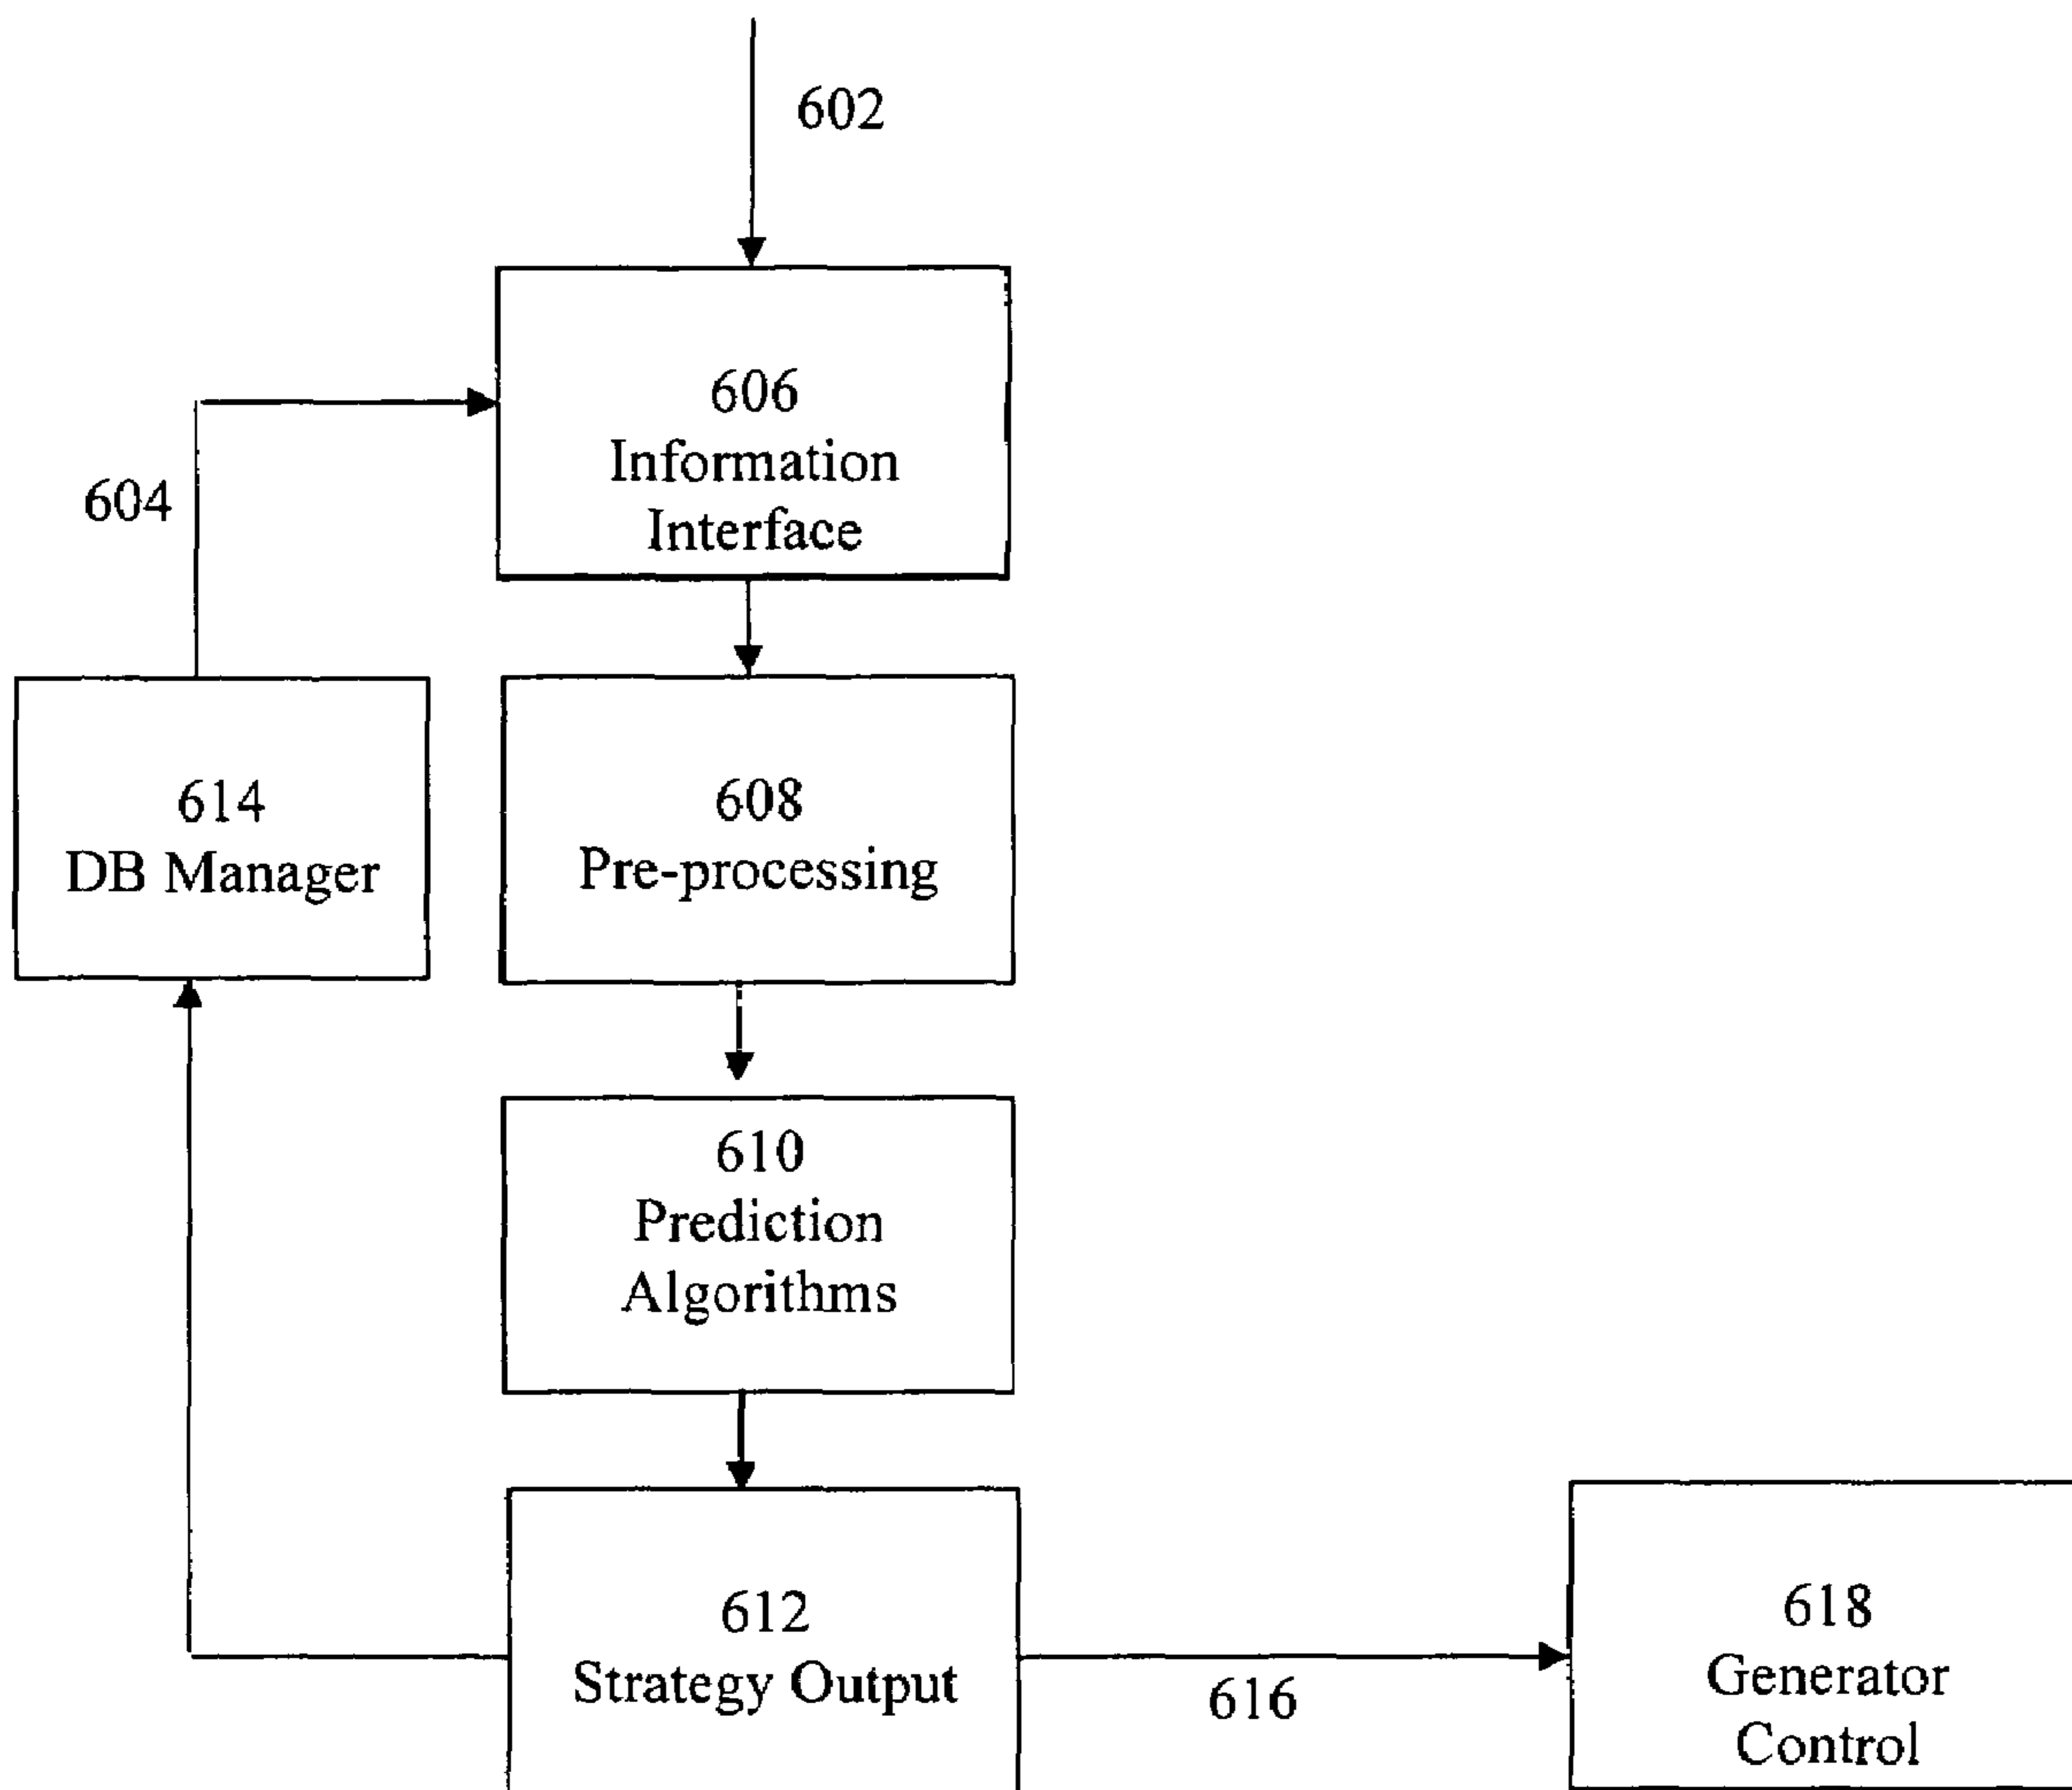 602
606
Information
Interface
604
614
DB Manager
608
Pre-processing
610
Prediction
Algorithms
612
Strategy Output
616
618
Generator
Control